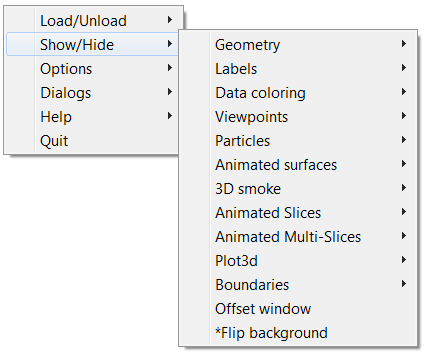 Load/Unload
Show/Hide
Options
Dialogs
Help
Quit
Geometry
Labels
Data coloring
Viewpoints
Particles
Animated surfaces
3D smoke
Animated Slices
Animated Multi-Slices
Plot3d
Boundaries
Offset window
*Flip background